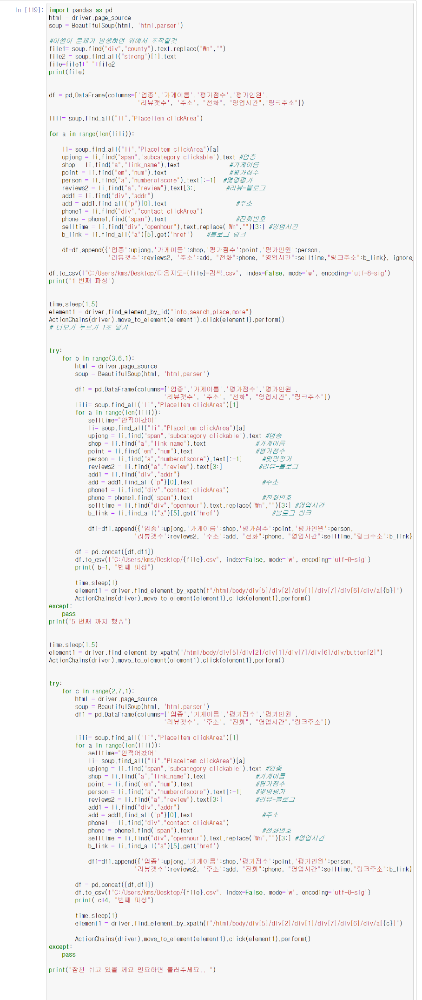 In [119]:
import pandas as pd
html = driver.page_source
soup = BeautifulSoup(html, 'html.parser')
#이셀이 문제가 발생하면 위에서 조작할것
file1= soup.find("div","county").text.replace("₩n","")
file2 = soup.find_all("strong")[1].text
file=file1+" "+file2
print(file)
df = pd.DataFrame(columns=['업종','가게이름','평가점수','평가인원',
'리뷰갯수', '주소', "전화", "영업시간","링크주소"])
lili= soup.find_all("li","PlaceItem clickArea")
for a in range(len(lili)):
li= soup.find_all("li","PlaceItem clickArea")[a]
upjong = li.find("span","subcategory clickable").text #업종
shop = li.find("a","link_name").text #가게이름
point = li.find("em","num").text #평가점수
person = li.find("a","numberofscore").text[:-1] #몇명평가
reviews2 = li.find("a","review").text[3:] #리뷰-블로그
add1 = li.find("div","addr")
add = add1.find_all("p")[0].text #주소
phone1 = li.find("div","contact clickArea")
phone = phone1.find("span").text #전화번호
selltime = li.find("div","openhour").text.replace("₩n","")[3:] #영업시간
b_link = li.find_all("a")[5].get('href') #블로그 링크
df=df.append({'업종':upjong,'가게이름':shop,'평가점수':point,'평가인원':person,
'리뷰갯수':reviews2, '주소':add, "전화":phone, "영업시간":selltime,"링크주소":b_link}, ignore_
df.to_csv(f"C:/Users/kms/Desktop/다음지도-{file}-검색.csv", index=False, mode='w', encoding='utf-8-sig')
print("1 번째 파싱")
time.sleep(1.5)
element1 = driver.find_element_by_id("info.search.place.more")
ActionChains(driver).move_to_element(element1).click(element1).perform()
# 더보기 누르기 1초 널기
try:
for b in range(3,6,1):
html = driver.page_source
soup = BeautifulSoup(html, 'html.parser')
df1 = pd.DataFrame(columns=['업종','가게이름','평가점수','평가인원',
'리뷰갯수', '주소', "전화", "영업시간","링크주소"])
lili= soup.find_all("li","PlaceItem clickArea")[1]
for a in range(len(lili)):
selltime="안적어놨어"
li= soup.find_all("li","PlaceItem clickArea")[a]
upjong = li.find("span","subcategory clickable").text #업종
shop = li.find("a","link_name").text #가게이름
point = li.find("em","num").text #평가점수
person = li.find("a","numberofscore").text[:-1] #몇명평가
reviews2 = li.find("a","review").text[3:] #리뷰-블로그
add1 = li.find("div","addr")
add = add1.find_all("p")[0].text #주소
phone1 = li.find("div","contact clickArea")
phone = phone1.find("span").text #전화번호
selltime = li.find("div","openhour").text.replace("₩n","")[3:] #영업시간
b_link = li.find_all("a")[5].get('href') #블로그 링크
df1=df1.append({'업종':upjong,'가게이름':shop,'평가점수':point,'평가인원':person,
'리뷰갯수':reviews2, '주소':add, "전화":phone, "영업시간":selltime,"링크주소":b_link}
df = pd.concat([df,df1])
df.to_csv(f"C:/Users/kms/Desktop/{file}.csv", index=False, mode='w', encoding='utf-8-sig')
print( b-1, "번째 파싱")
time.sleep(1)
element1 = driver.find_element_by_xpath(f"/html/body/div[5]/div[2]/div[1]/div[7]/div[6]/div/a[{b}]")
ActionChains(driver).move_to_element(element1).click(element1).perform()
except:
pass
print("5 번째 까지 했슈")
time.sleep(1.5)
element1 = driver.find_element_by_xpath("/html/body/div[5]/div[2]/div[1]/div[7]/div[6]/div/button[2]")
ActionChains(driver).move_to_element(element1).click(element1).perform()
try:
for c in range(2,7,1):
html = driver.page_source
soup = BeautifulSoup(html, 'html.parser')
df1 = pd.DataFrame(columns=['업종','가게이름','평가점수','평가인원',
'리뷰갯수', '주소', "전화", "영업시간","링크주소"])
lili= soup.find_all("li","PlaceItem clickArea")[1]
for a in range(len(lili)):
selltime="안적어놨어"
li= soup.find_all("li","PlaceItem clickArea")[a]
upjong = li.find("span","subcategory clickable").text #업종
shop = li.find("a","link_name").text #가게이름
point = li.find("em","num").text #평가점수
person = li.find("a","numberofscore").text[:-1] #몇명평가
reviews2 = li.find("a","review").text[3:] #리뷰-블로그
add1 = li.find("div","addr")
add = add1.find_all("p")[0].text #주소
phone1 = li.find("div","contact clickArea")
phone = phone1.find("span").text #전화번호
selltime = li.find("div","openhour").text.replace("₩n","")[3:] #영업시간
b_link = li.find_all("a")[5].get('href')
df1=df1.append({'업종':upjong,'가게이름':shop,'평가점수':point,'평가인원':person,
'리뷰갯수':reviews2, '주소':add, "전화":phone, "영업시간":selltime,"링크주소":b_link}
df = pd.concat([df,df1])
df.to_csv(f"C:/Users/kms/Desktop/{file}.csv", index=False, mode='w', encoding='utf-8-sig')
print( c+4, "번째 파싱")
time.sleep(1)
element1 = driver.find_element_by_xpath(f"/html/body/div[5]/div[2]/div[1]/div[7]/div[6]/div/a[{c}]")
ActionChains(driver).move_to_element(element1).click(element1).perform()
except:
pass
print("잠깐 쉬고 있을 께요 필요하면 불러주세요.. ")